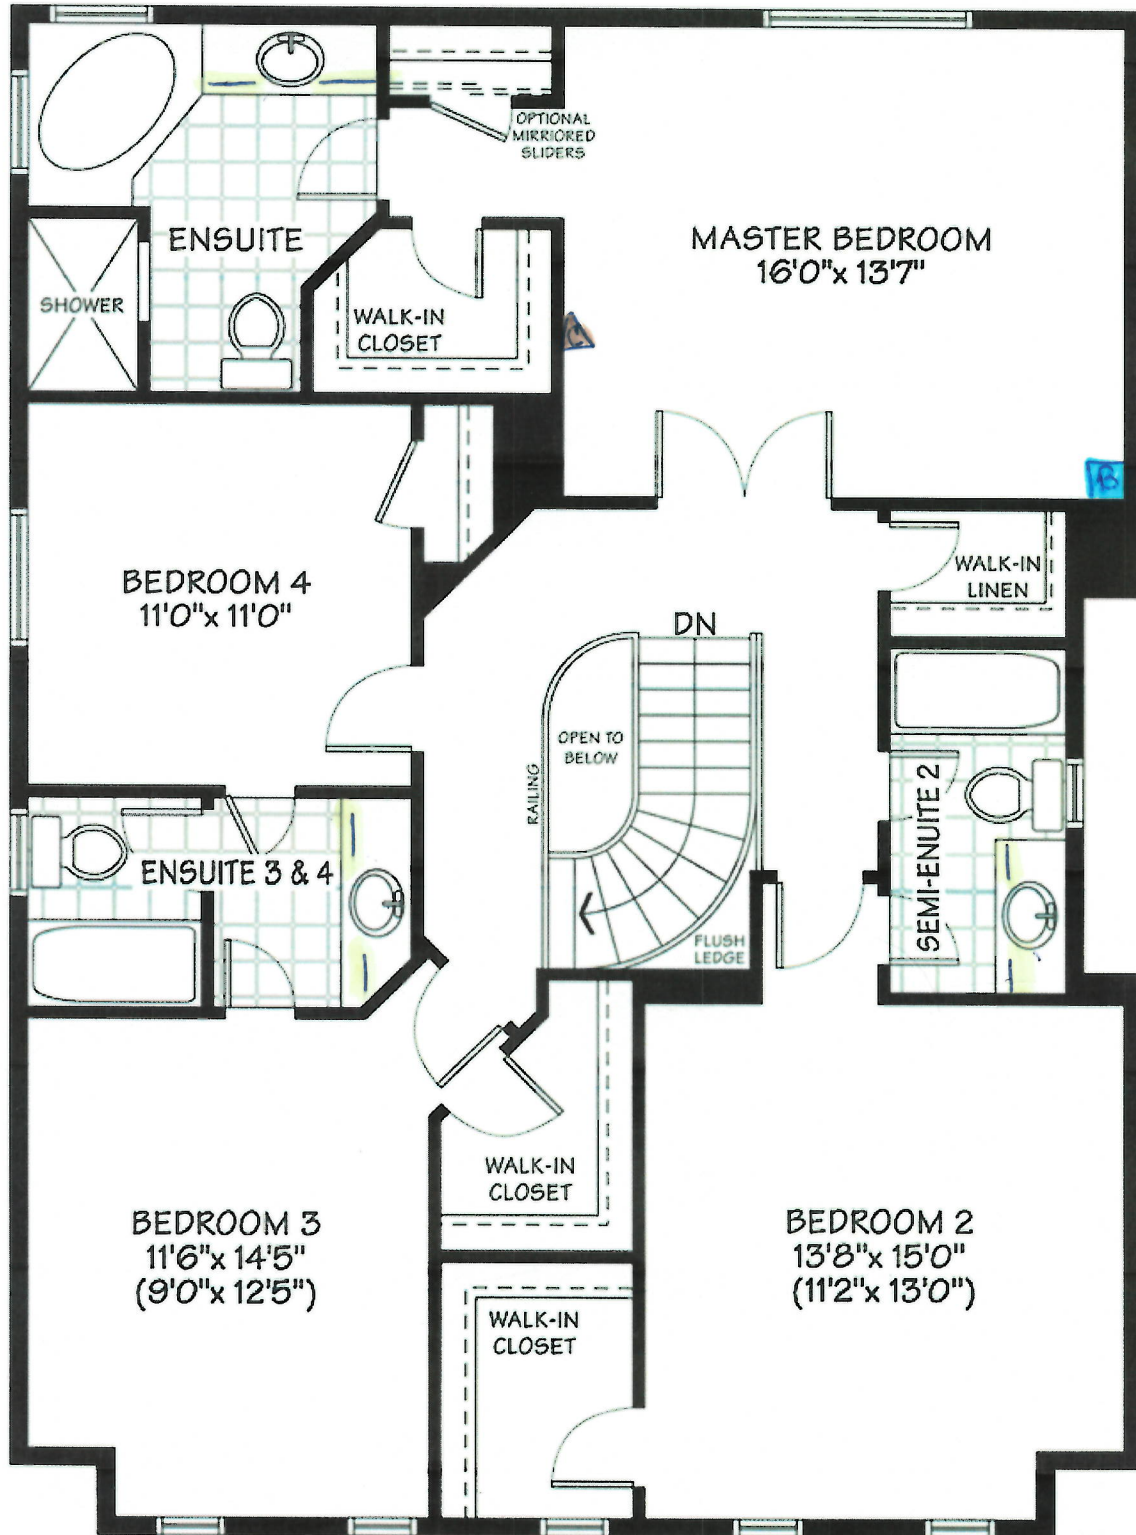 OPTIONAL
MIRRIORED
SLIDERS
ENSUITE
MASTER BEDROOM
16'0"x 13'7"
SHOWER
WALK-IN
CLOSET
B
BEDROOM 4
11'0"x 11'0"
WALK-IN
LINEN
DN
OPEN TO
BELOW
RAILING
SEMI-ENUITE 2
ENSUITE 3 & 4
FLUSH
LEDGE
WALK-IN
CLOSET
BEDROOM 3
11'6"x 14'5"
(9'0"x 12'5")
BEDROOM 2
13'8"x 15'0"
(11'2"x 13'0")
WALK-IN
CLOSET